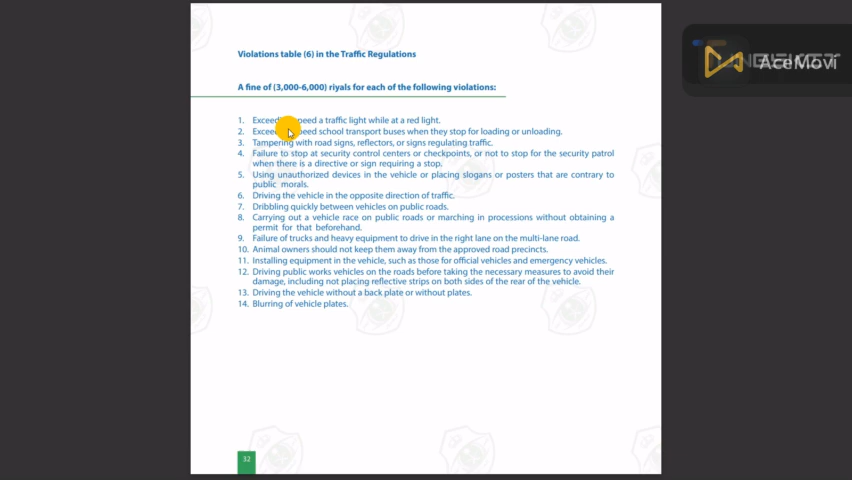 Violations table (6) in the Traffic Regulations
A fine of (3,000-6,000) riyals for each of the following violations:
1. Exceed eed a traffic light while at a red light.
2. Exceed eed school transport buses when they stop for loading or unloading.
3. Tampering with road signs, reflectors, or signs regulating traffic.
4. Failure to stop at security control centers or checkpoints, or not to stop for the security patrol
when there is a directive or sign requiring a stop.
5. Using unauthorized devices in the vehicle or placing slogans or posters that are contrary to
public morals.
6. Driving the vehicle in the opposite direction of traffic.
7. Dribbling quickly between vehicles on public roads.
8. Carrying out a vehicle race on public roads or marching in processions without obtaining a
permit for that beforehand.
9. Failure of trucks and heavy equipment to drive in the right lane on the multi-lane road.
10. Animal owners should not keep them away from the approved road precincts.
11. Installing equipment in the vehicle, such as those for official vehicles and emergency vehicles.
12. Driving public works vehicles on the roads before taking the necessary measures to avoid their
damage, including not placing reflective strips on both sides of the rear of the vehicle.
13. Driving the vehicle without a back plate or without plates.
14. Blurring of vehicle plates.
32
AceMovi